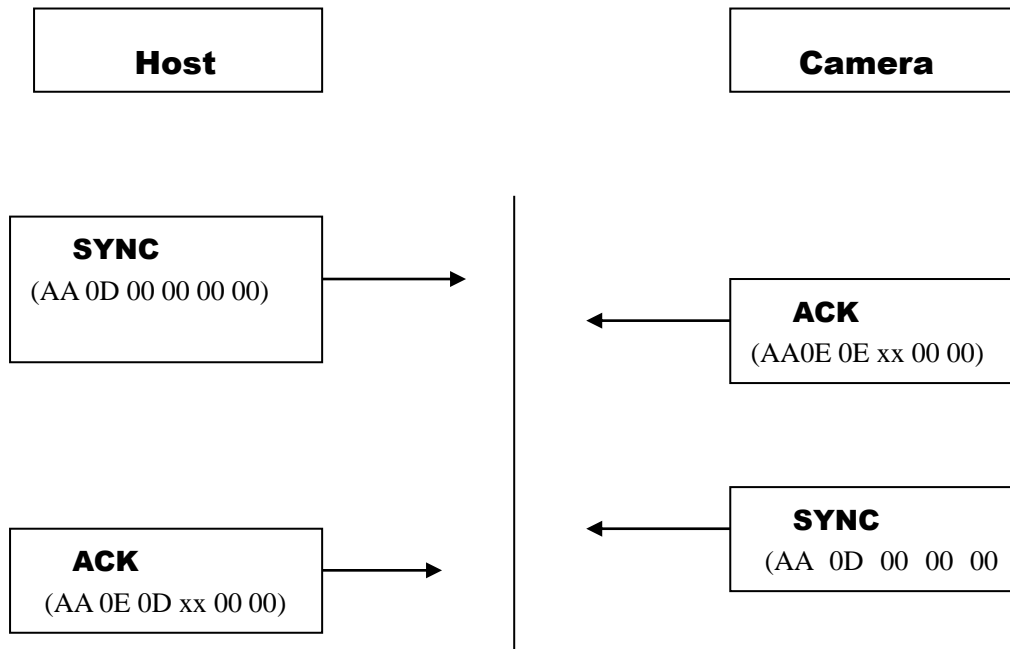 Host
Camera
SYNC
(AA 0D 00 00 00 00)
ACK
(AA0E 0E xx 00 00)
SYNC
(AA 0D 00 00 00
ACK
(AA 0E 0D xx 00 00)